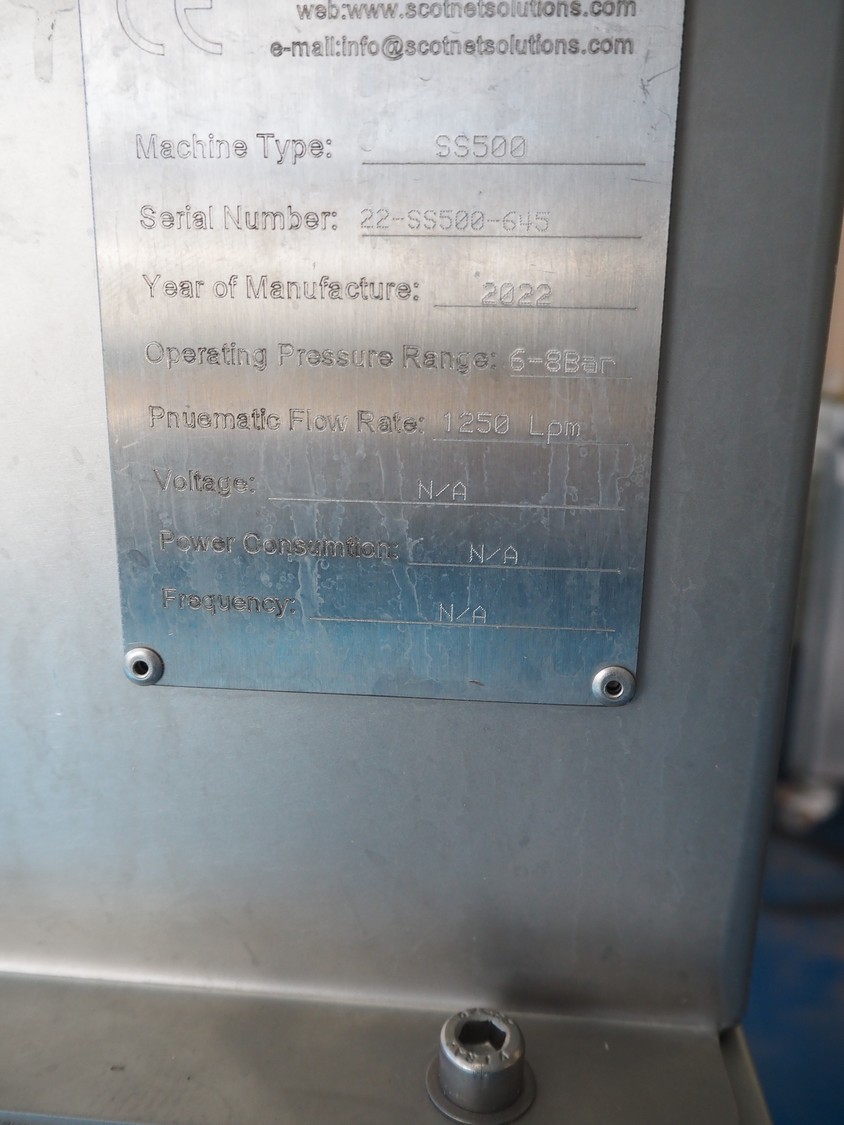 web:www.scotnetsolutions.com
CE
e-mail:info@scotnetsolutions.com
Machine Type: SS500
Serial Number: 22-SS500-645
Year of Manufacture: 2022
Operating Pressure Range: 6-8Bar
Pnuematic Flow Rate: 1250 Lpm
Voltage: N/A
Power Consumtion: N/A
Frequency: N/A